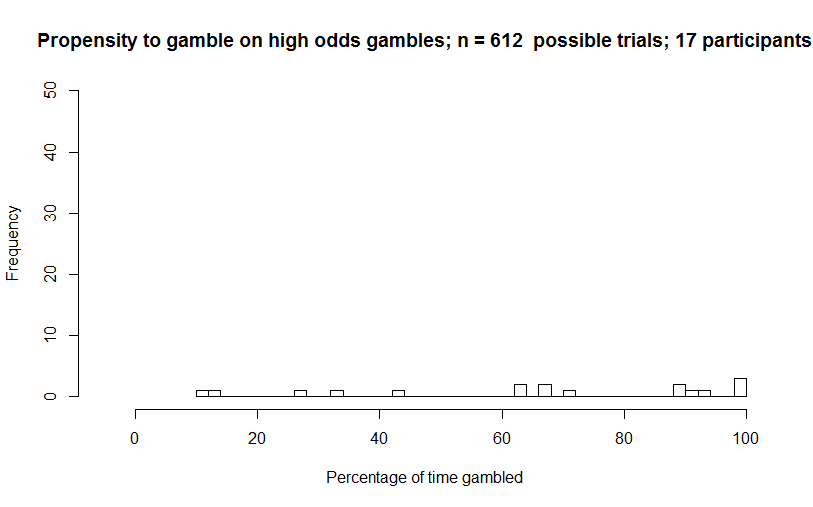 Propensity to gamble on high odds gambles; n = 612  possible trials; 17 participants
50
40
30
20
10
0
Frequency
0 20 40 60 80 100
Percentage of time gambled